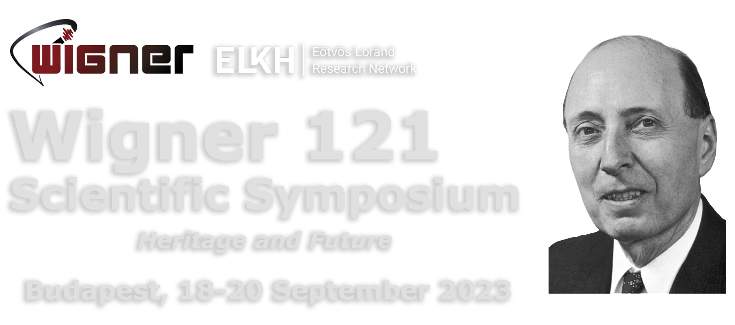 wigner
ELKH
Eötvös Loránd
Research Network
Wigner 121
Scientific Symposium
Heritage and Future
Budapest, 18-20 September 2023